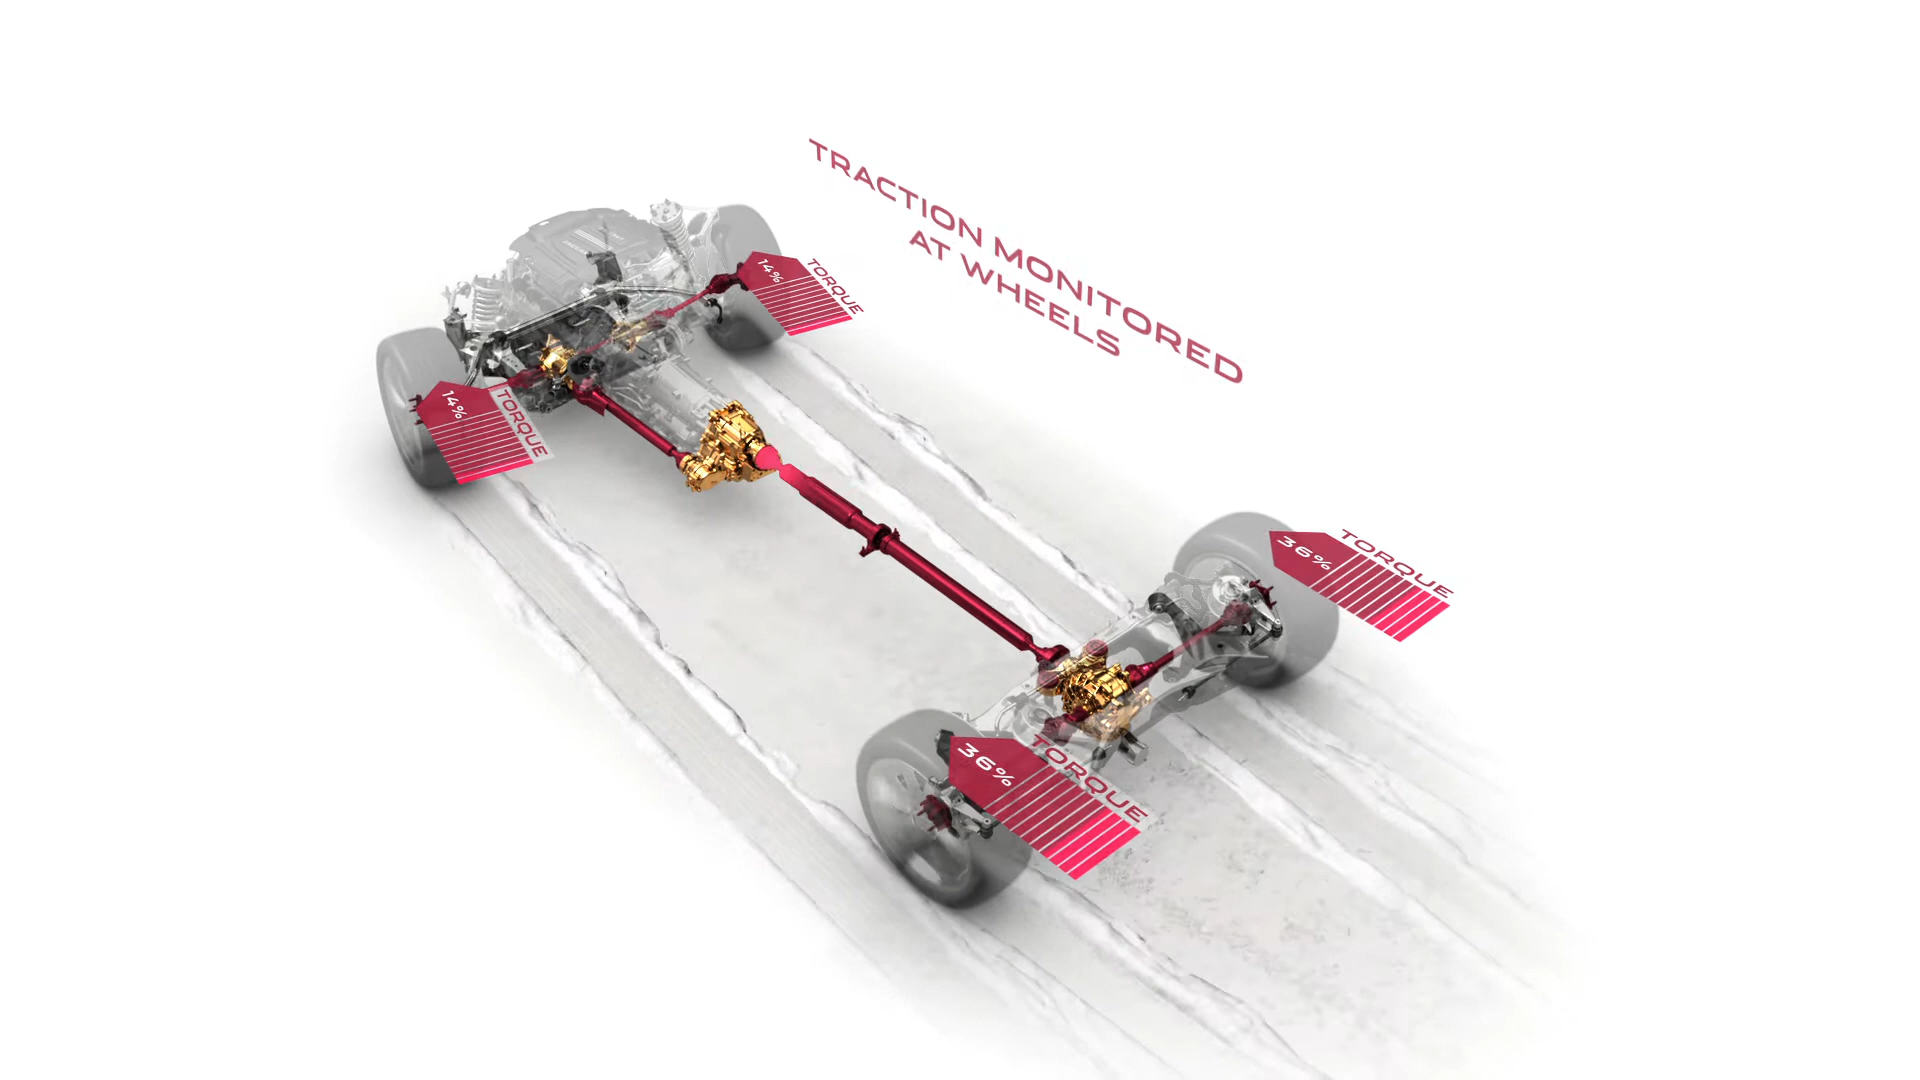 TRACTION MONITORED
AT WHEELS
14%
TORQUE
14%
TORQUE
36%
TORQUE
36%
TORQUE